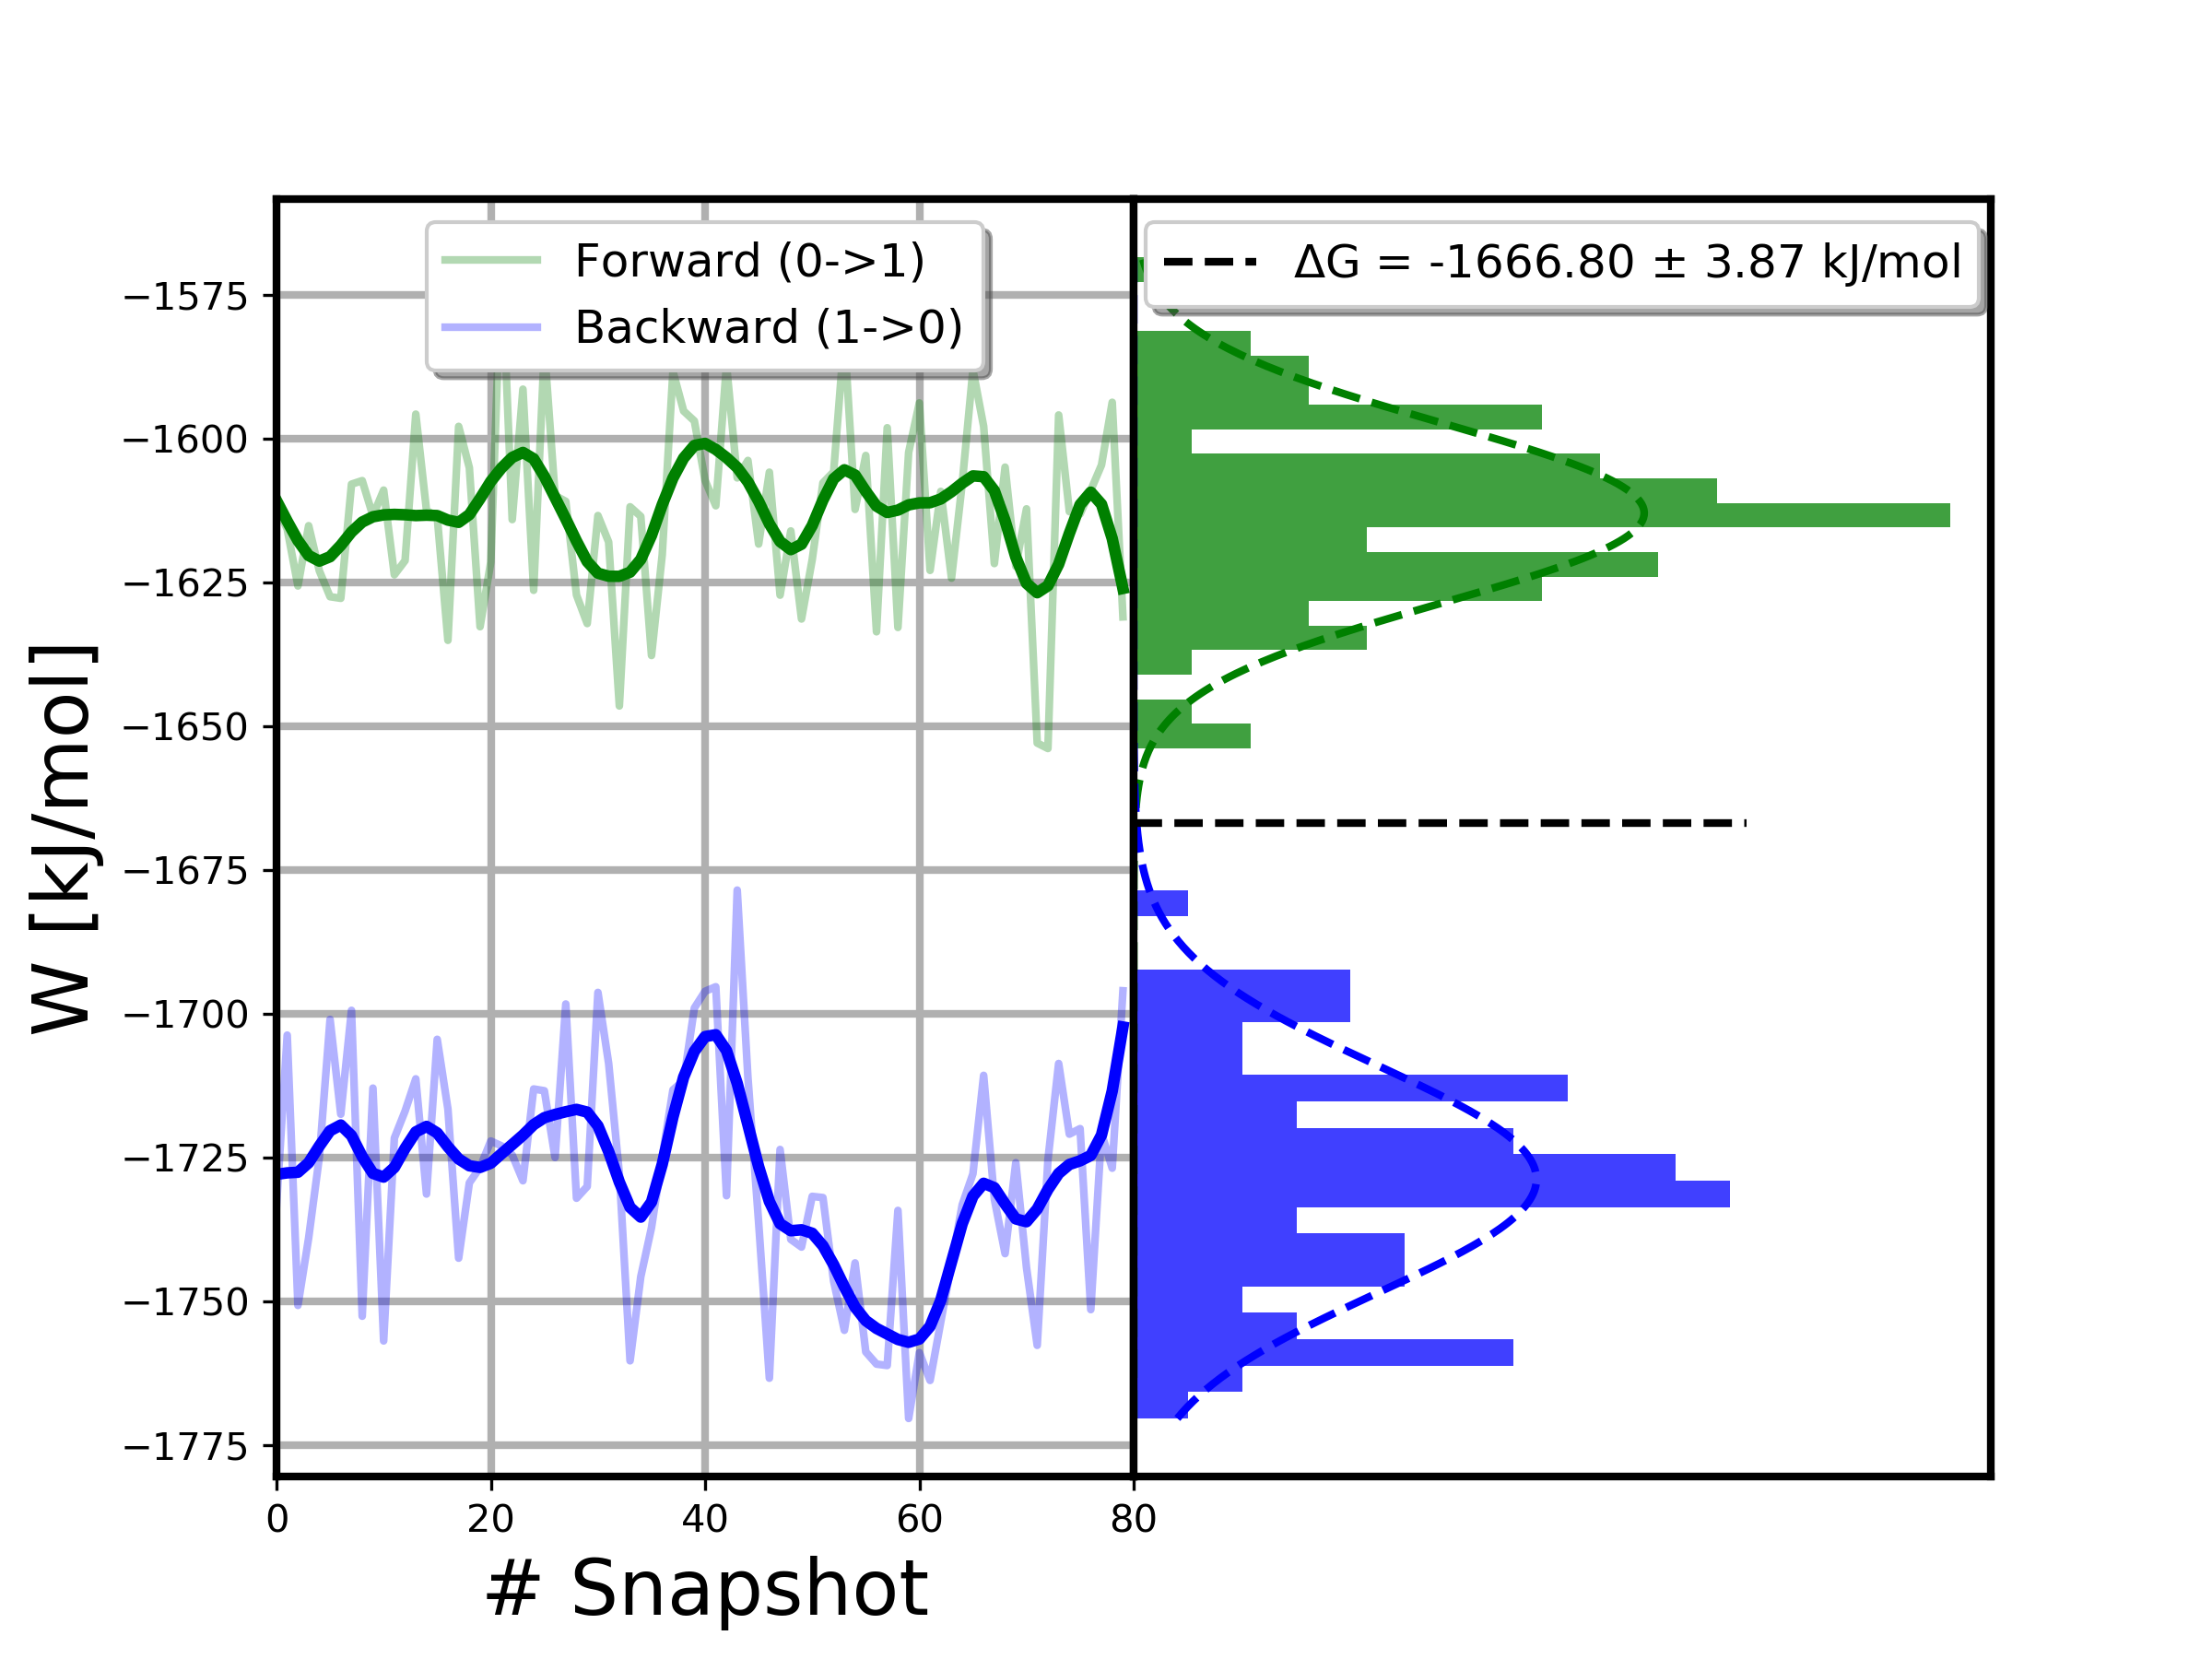 Forward (0->1)
Backward (1->0)
ΔG = -1666.80 ± 3.87 kJ/mol
W [kJ/mol]
−1575
−1600
−1625
−1650
−1675
−1700
−1725
−1750
−1775
0 20 40 60 80
# Snapshot